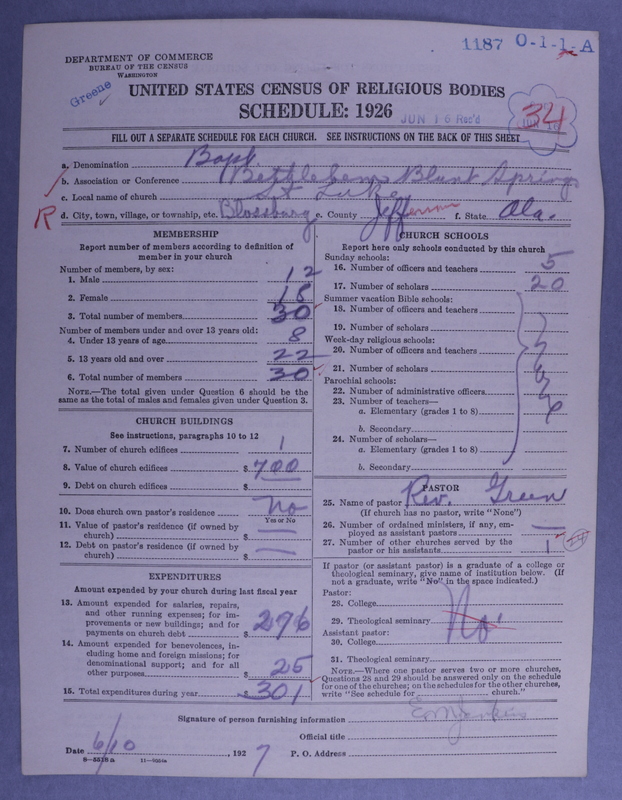 1187 O-1-1-A
DEPARTMENT OF COMMERCE
BUREAU OF THE CENSUS
WASHINGTON
Greene
UNITED STATES CENSUS OF RELIGIOUS BODIES
SCHEDULE: 1926
JUN 16 Rec'd
34
FILL OUT A SEPARATE SCHEDULE FOR EACH CHURCH. SEE INSTRUCTIONS ON THE BACK OF THIS SHEET
a. Denomination Bapt
b. Association or Conference Bethlehem Blunt Springs
c. Local name of church St Luke
R d. City, town, village, or township, etc. Blossburg e. County Jefferson f. State Ala.
MEMBERSHIP
Report number of members according to definition of
member in your church
Number of members, by sex:
1. Male 12
2. Female 18
3. Total number of members 30
Number of members under and over 13 years old:
4. Under 13 years of age 8
5. 13 years old and over 22
6. Total number of members 30
NOTE.—The total given under Question 6 should be the
same as the total of males and females given under Question 3.
CHURCH BUILDINGS
See instructions, paragraphs 10 to 12
7. Number of church edifices 1
8. Value of church edifices $ 700
9. Debt on church edifices $
10. Does church own pastor's residence No
Yes or No
11. Value of pastor's residence (if owned by
church) $ —
12. Debt on pastor's residence (if owned by
church) $ —
EXPENDITURES
Amount expended by your church during last fiscal year
13. Amount expended for salaries, repairs,
and other running expenses; for im-
provements or new buildings; and for
payments on church debt $ 276
14. Amount expended for benevolences, in-
cluding home and foreign missions; for
denominational support; and for all
other purposes $ 25
15. Total expenditures during year $ 301
CHURCH SCHOOLS
Report here only schools conducted by this church
Sunday schools:
16. Number of officers and teachers 5
17. Number of scholars 20
Summer vacation Bible schools:
18. Number of officers and teachers
19. Number of scholars
Week-day religious schools:
20. Number of officers and teachers
21. Number of scholars
Parochial schools:
22. Number of administrative officers
23. Number of teachers—
a. Elementary (grades 1 to 8)
b. Secondary
24. Number of scholars—
a. Elementary (grades 1 to 8)
b. Secondary
PASTOR
25. Name of pastor Rev. Green
(If church has no pastor, write "None")
26. Number of ordained ministers, if any, em-
ployed as assistant pastors —
27. Number of other churches served by the
pastor or his assistants 1
If pastor (or assistant pastor) is a graduate of a college or
theological seminary, give name of institution below. (If
not a graduate, write "No" in the space indicated.)
Pastor:
28. College
29. Theological seminary No
Assistant pastor:
30. College
31. Theological seminary
NOTE.—Where one pastor serves two or more churches,
Questions 28 and 29 should be answered only on the schedule
for one of the churches; on the schedules for the other churches,
write "See schedule for church."
Signature of person furnishing information E M Jenkins
Official title
Date 6/10, 1927 P. O. Address
8-5516a 11-9554a